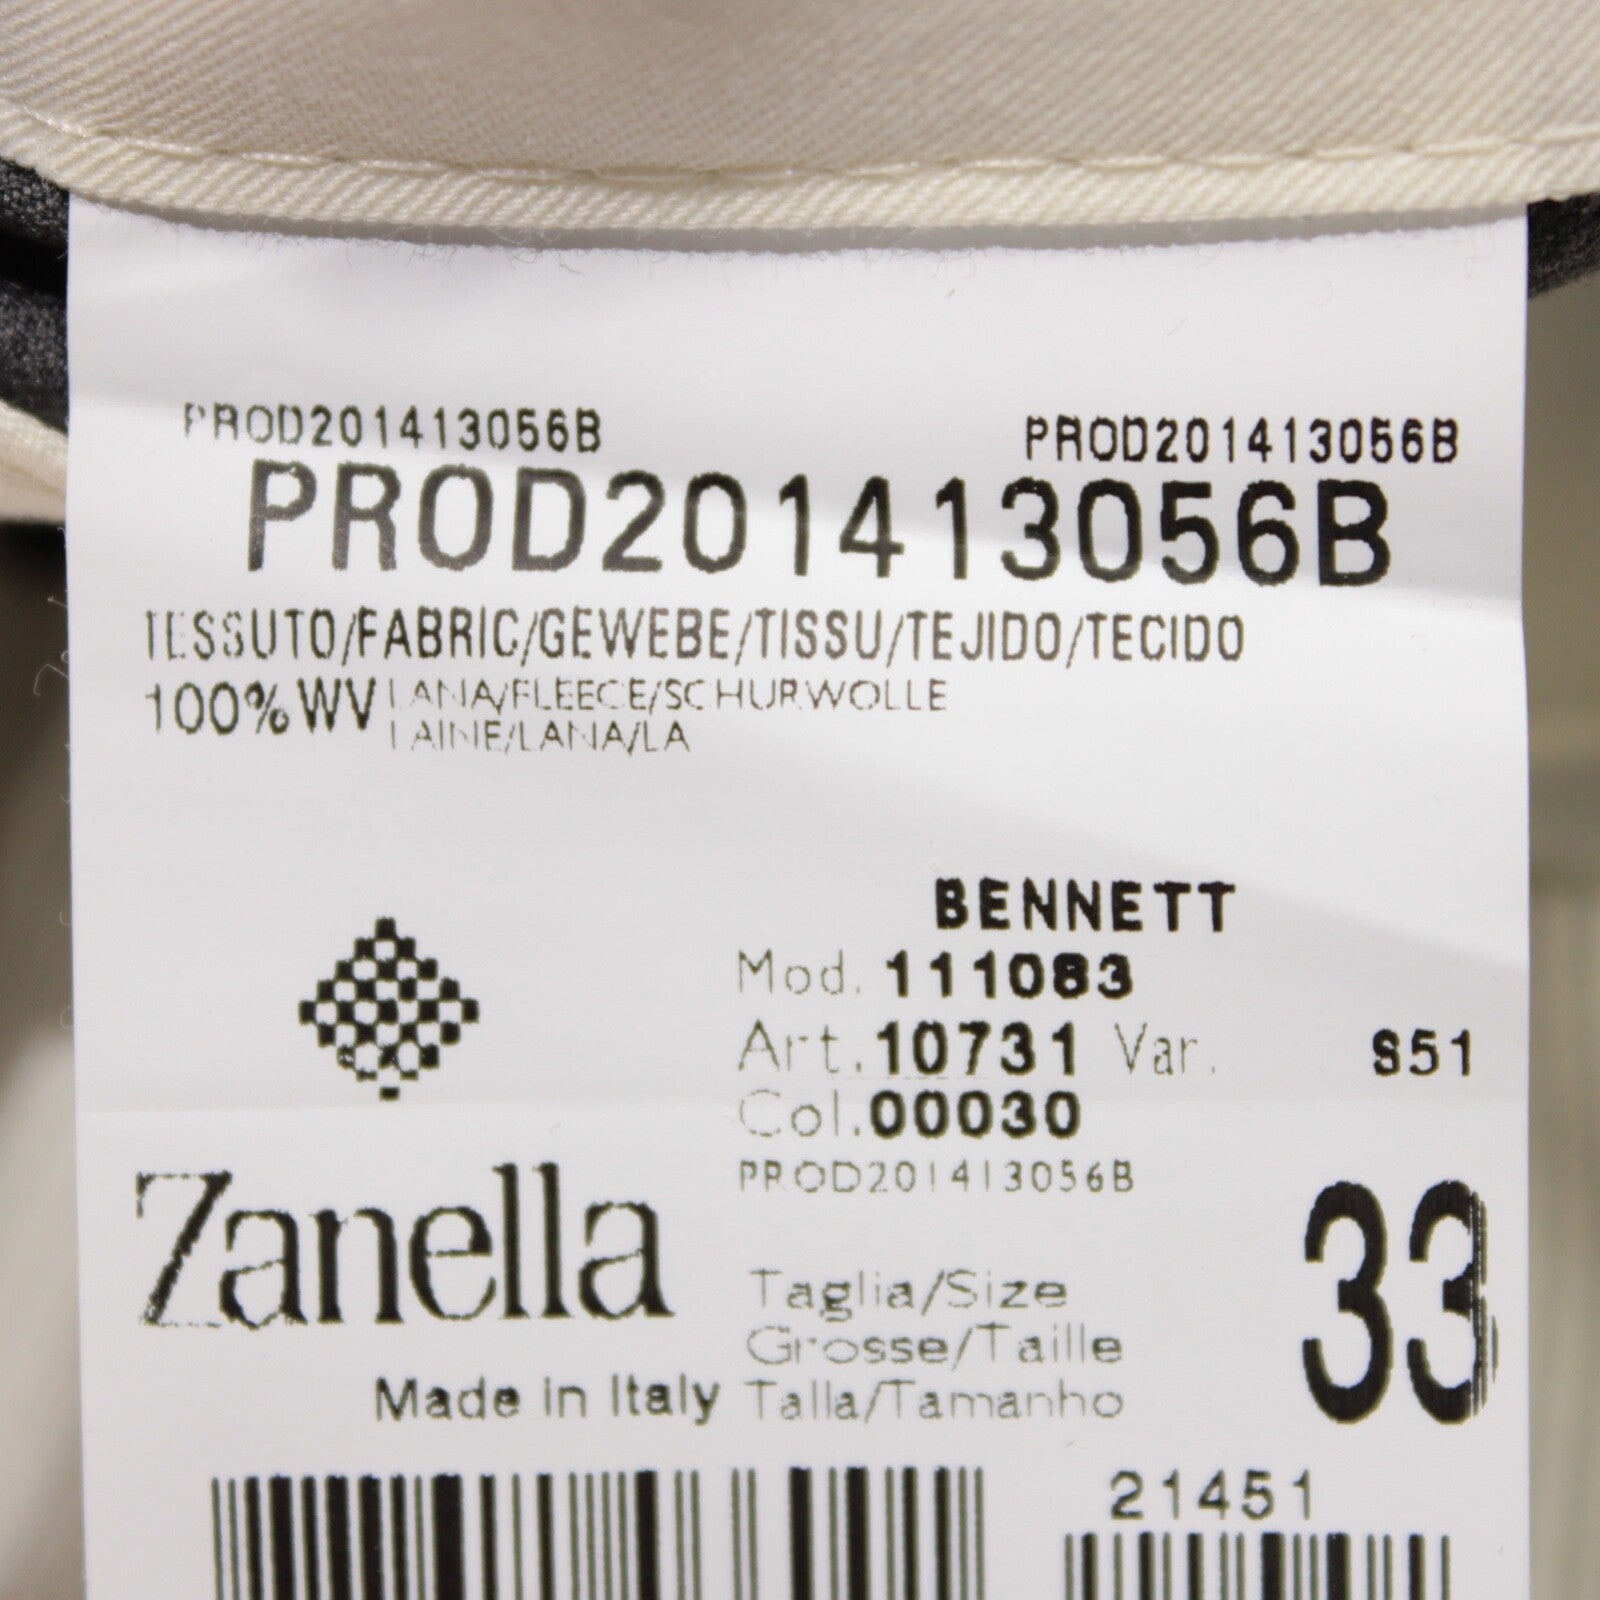 PROD201413056B PROD201413056B
PROD201413056B
TESSUTO/FABRIC/GEWEBE/TISSU/TEJIDO/TECIDO
100% WV LANA/FLEECE/SCHURWOLLE
LAINE/LANA/LA
BENNETT
Mod. 111083
Art. 10731 Var. S51
Col. 00030
PROD201413056B
Zanella
Made in Italy
Taglia/Size
Grosse/Taille
Talla/Tamanho
33
21451